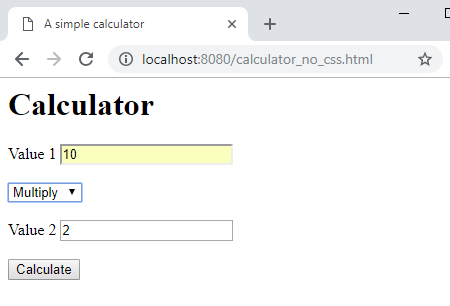 A simple calculator
localhost:8080/calculator_no_css.html
Calculator
Value 1 10
Multiply
Value 2 2
Calculate